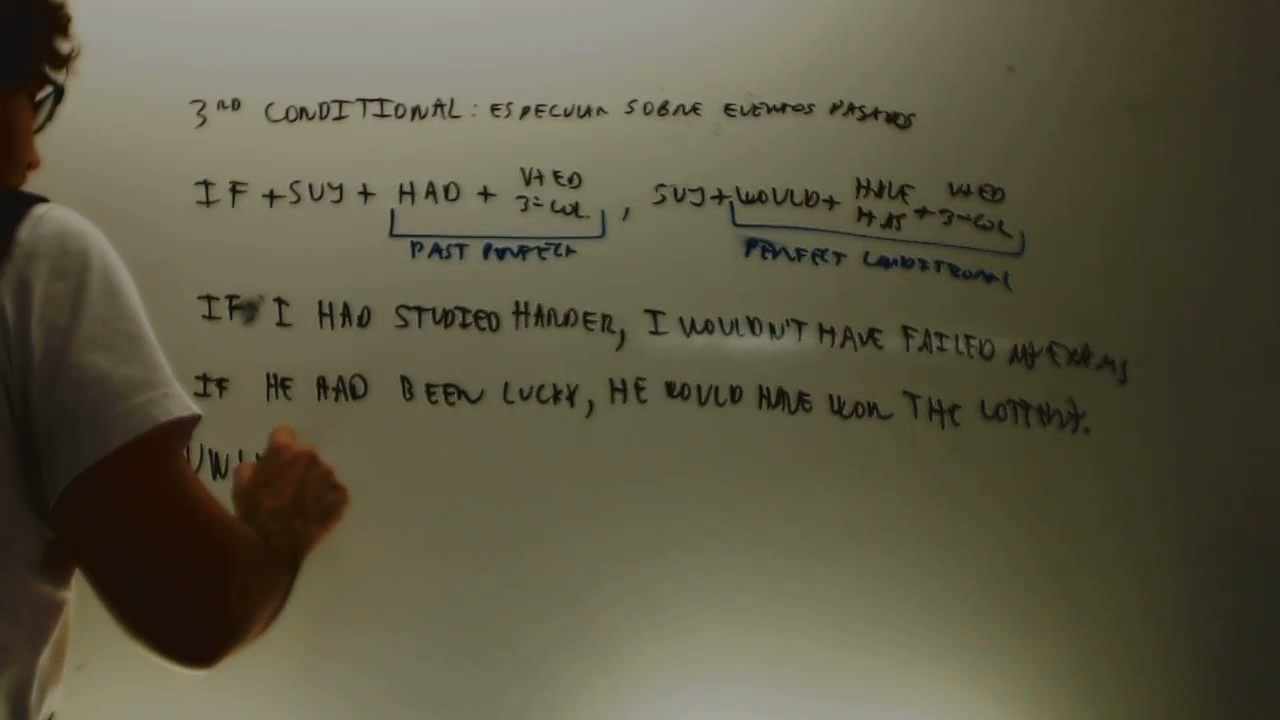 3RD CONDITIONAL: ESPECULAR SOBRE EVENTOS PASADOS
IF + SUJ + HAD + V+ED 3ª COL , SUJ + WOULD + HAVE HAS + V+ED 3ª COL
PAST PERFECT PERFECT CONDITIONAL
IF I HAD STUDIED HARDER, I WOULDN'T HAVE FAILED MY EXAMS
IF HE HAD BEEN LUCKY, HE WOULD HAVE WON THE LOTTERY.